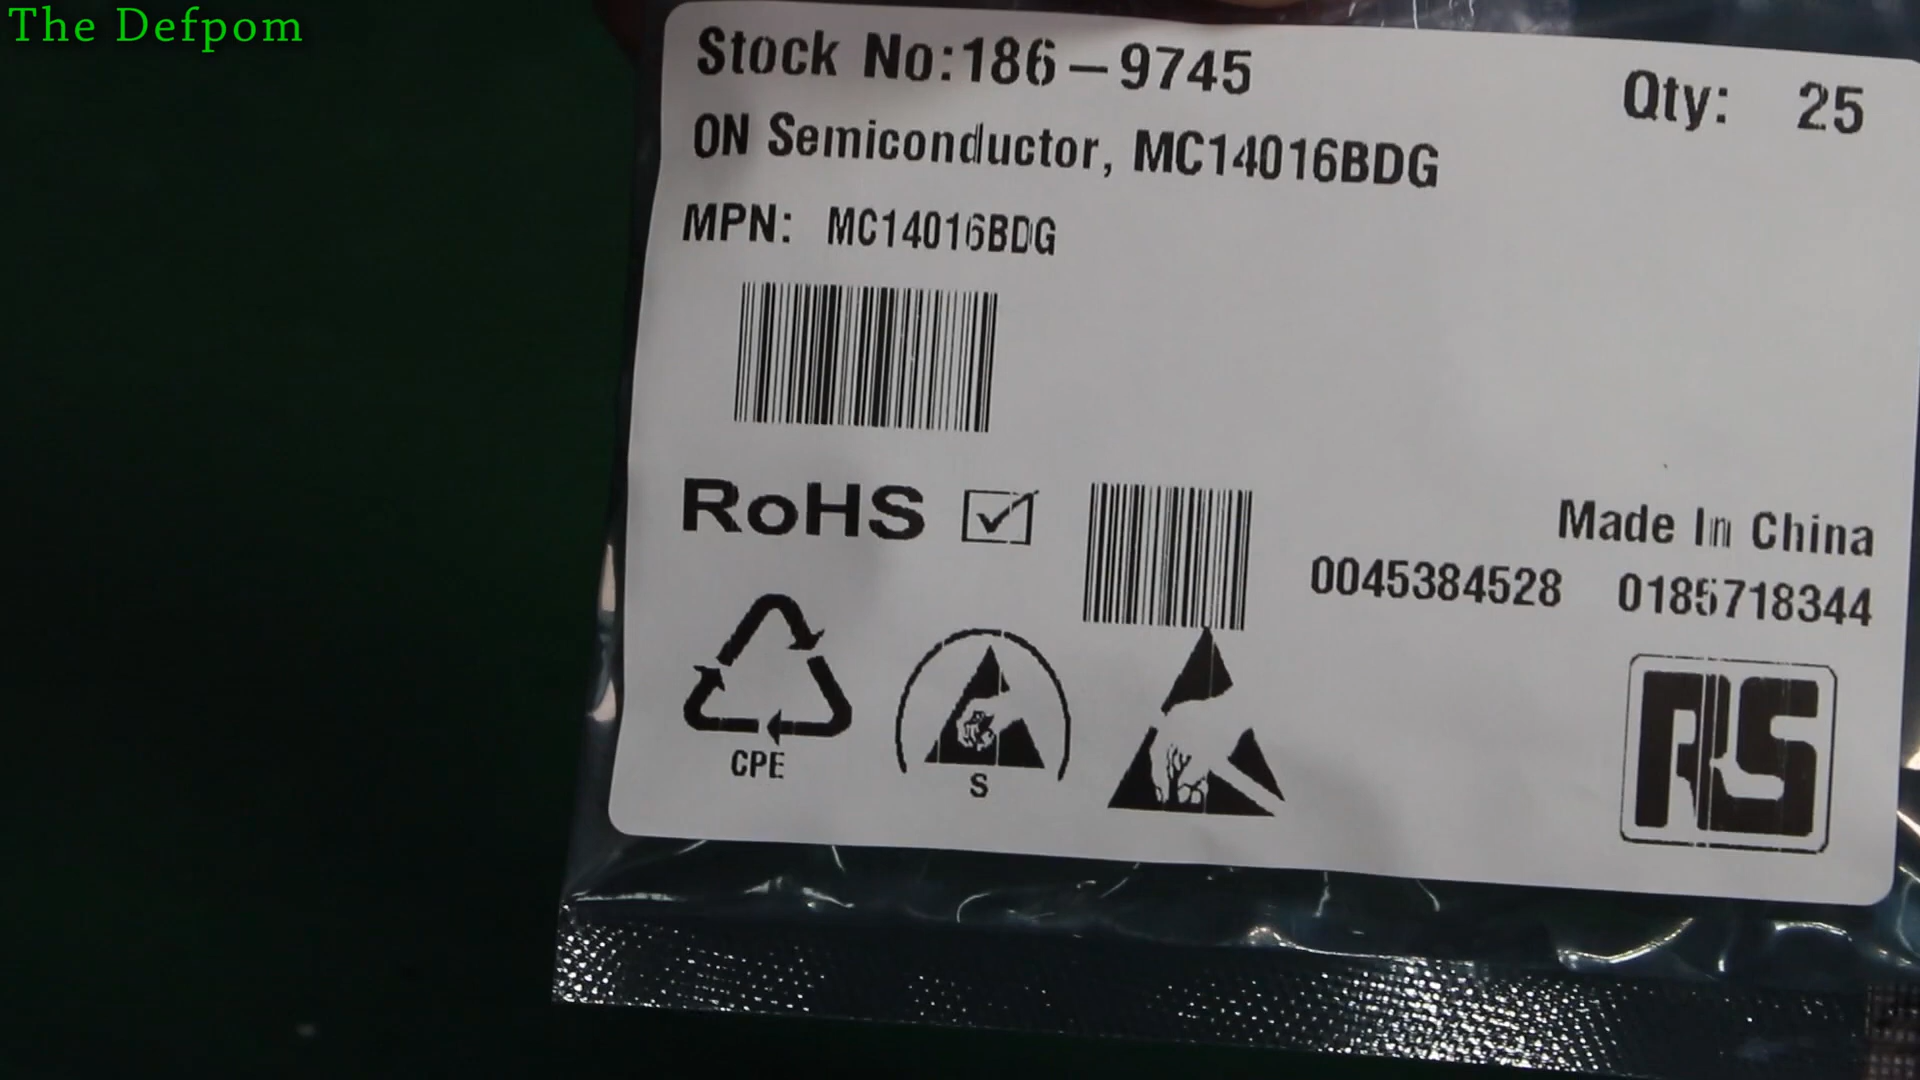 The Defpom
Stock No:186-9745
Qty: 25
ON Semiconductor, MC14016BDG
MPN: MC14016BDG
RoHS
Made In China
0045384528 0185718344
CPE
S
RS